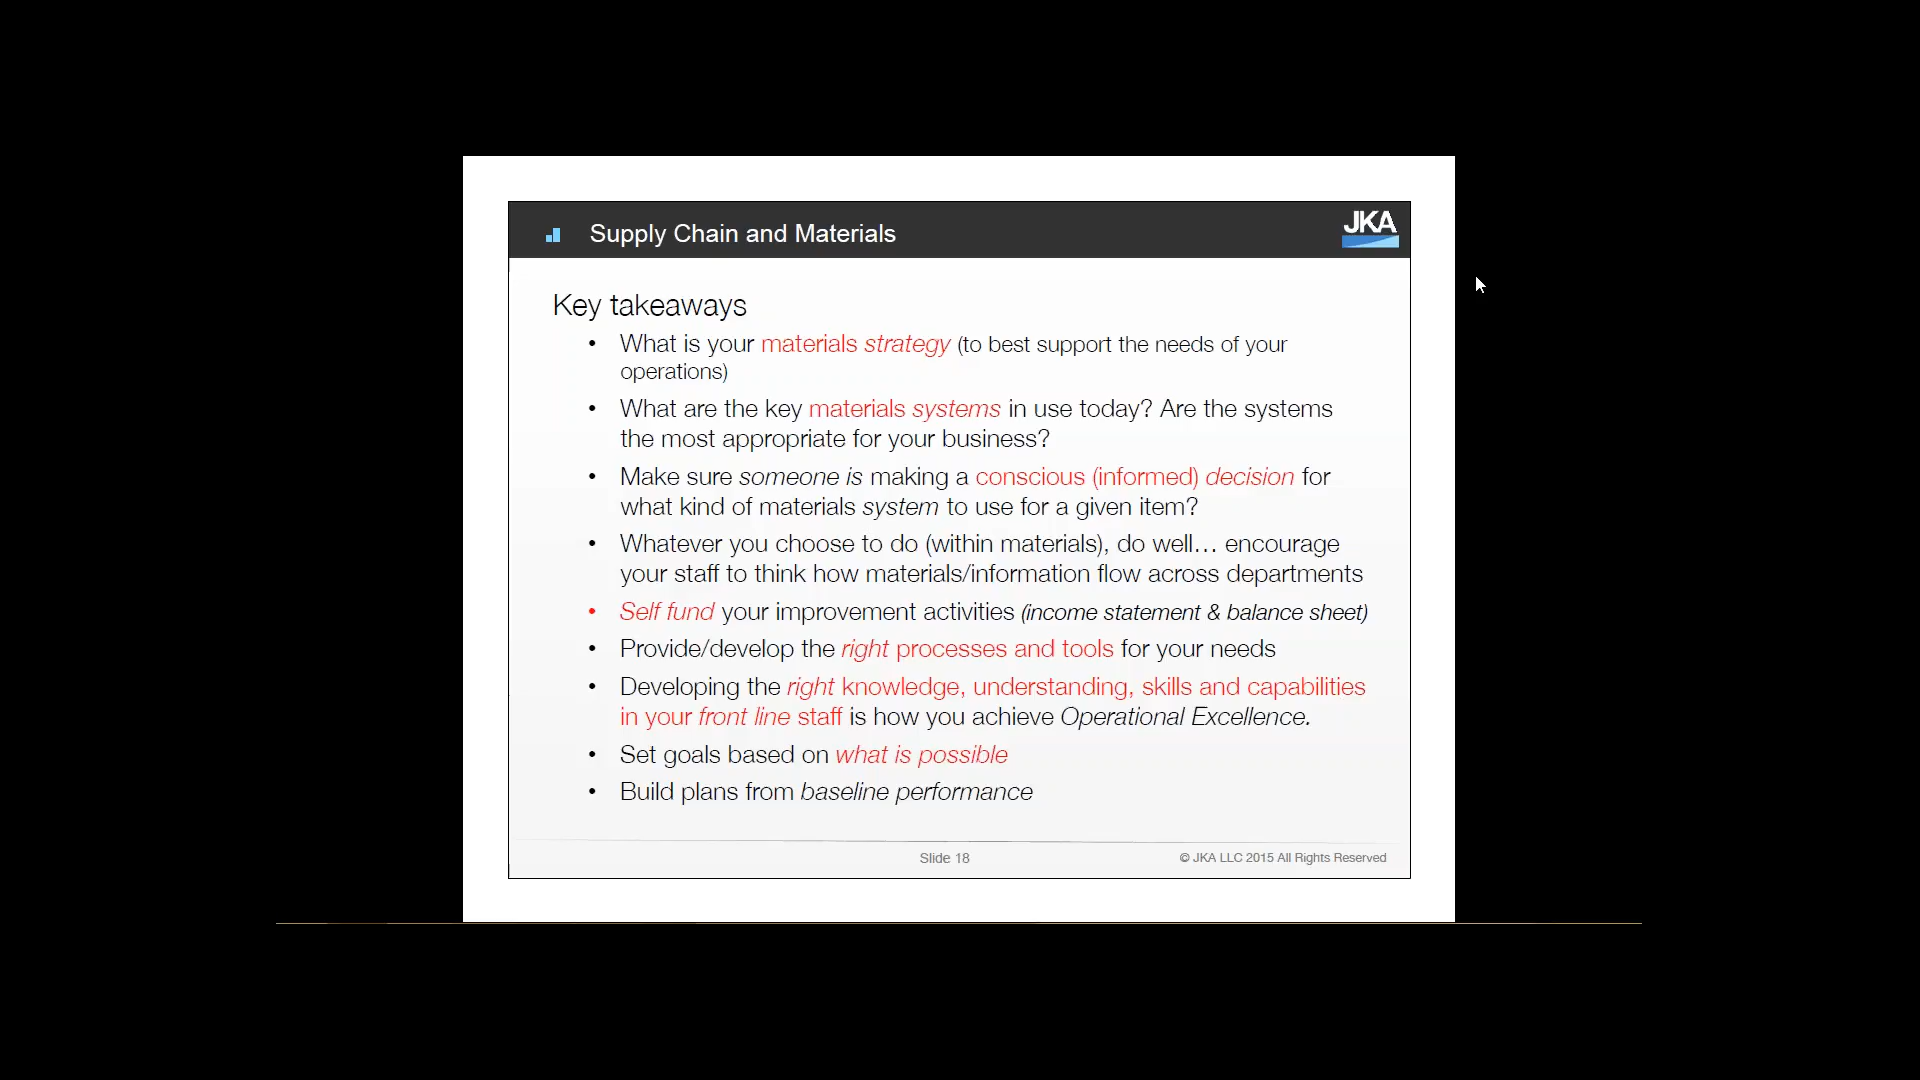 Supply Chain and Materials
JKA
Key takeaways
• What is your materials strategy (to best support the needs of your
operations)
• What are the key materials systems in use today? Are the systems
the most appropriate for your business?
• Make sure someone is making a conscious (informed) decision for
what kind of materials system to use for a given item?
• Whatever you choose to do (within materials), do well… encourage
your staff to think how materials/information flow across departments
• Self fund your improvement activities (income statement & balance sheet)
• Provide/develop the right processes and tools for your needs
• Developing the right knowledge, understanding, skills and capabilities
in your front line staff is how you achieve Operational Excellence.
• Set goals based on what is possible
• Build plans from baseline performance
Slide 18
© JKA LLC 2015 All Rights Reserved